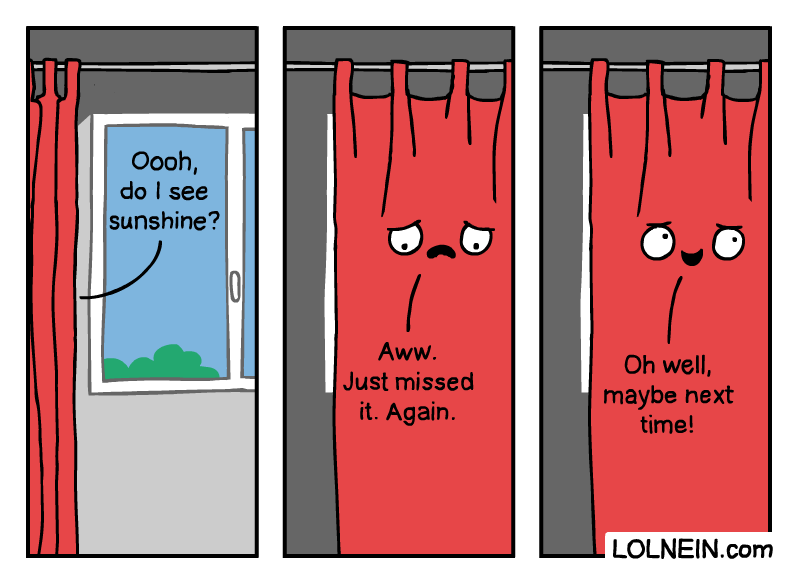 Oooh,
do I see
sunshine?
Aww.
Just missed
it. Again.
Oh well,
maybe next
time!
LOLNEIN.com